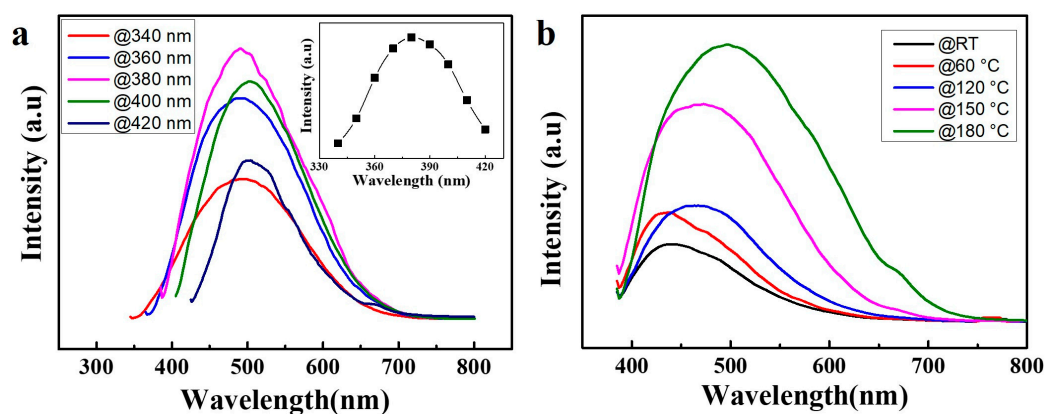 a
@340 nm
@360 nm
@380 nm
@400 nm
@420 nm
Intensity (a.u)
330 360 390 420
Wavelength (nm)
Intensity (a.u)
300 400 500 600 700 800
Wavelength(nm)
b
@RT
@60 °C
@120 °C
@150 °C
@180 °C
Intensity (a.u)
400 500 600 700 800
Wavelength(nm)